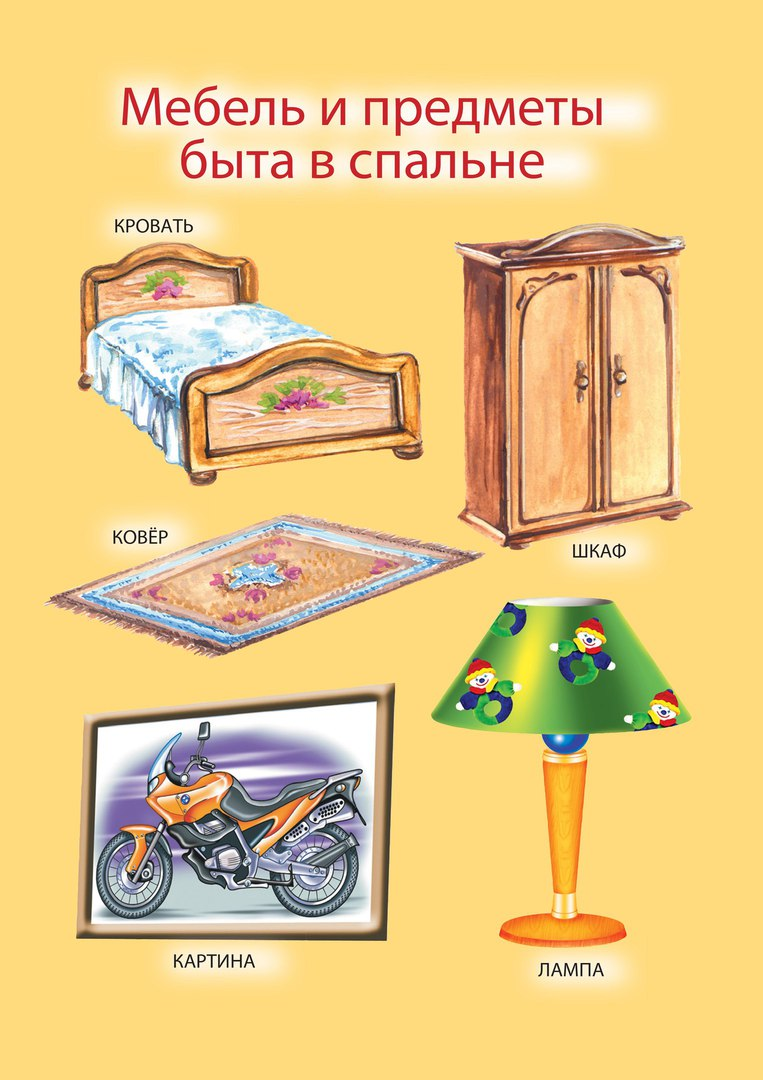 Мебель и предметы
быта в спальне
КРОВАТЬ
КОВЁР
ШКАФ
КАРТИНА
ЛАМПА